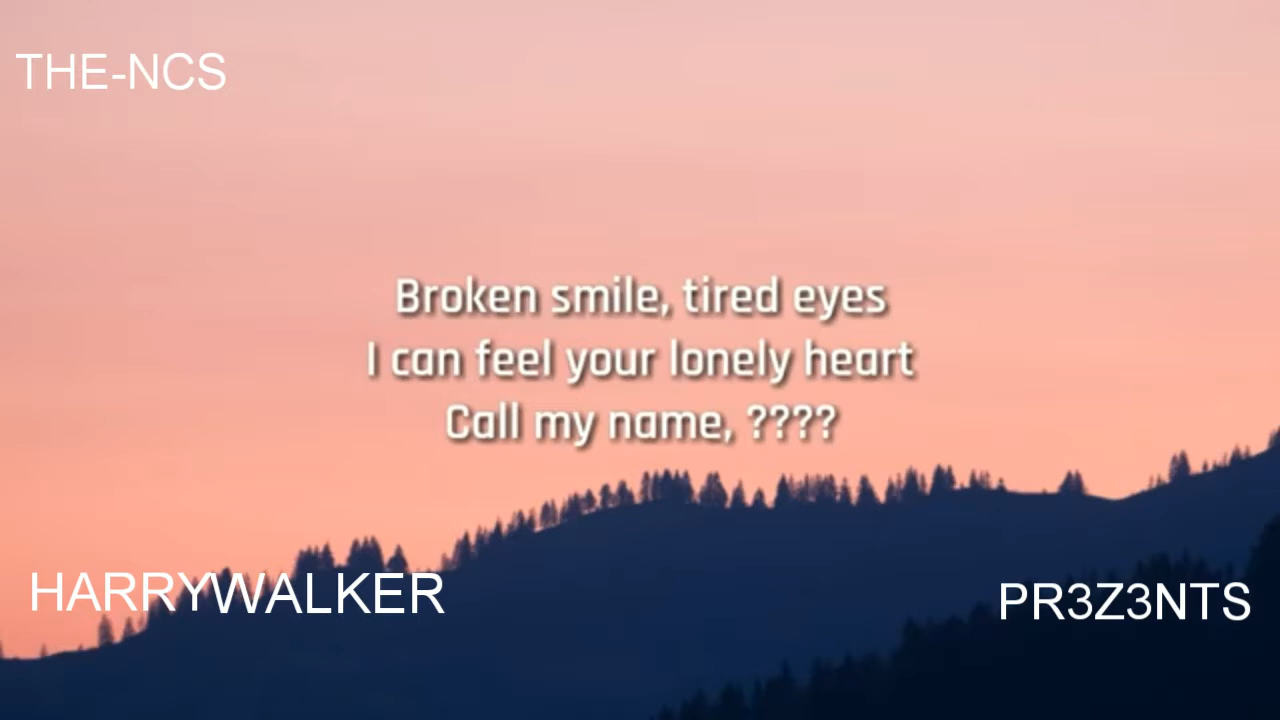 THE-NCS
Broken smile, tired eyes
I can feel your lonely heart
Call my name, ????
HARRYWALKER
PR3Z3NTS